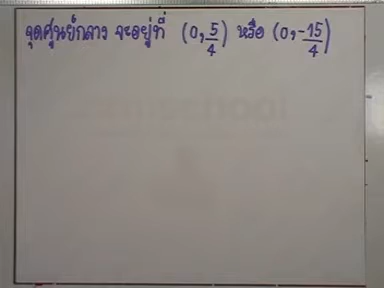 จุดศูนย์กลาง จะอยู่ที่ (0, 5/4) หรือ (0, -15/4)